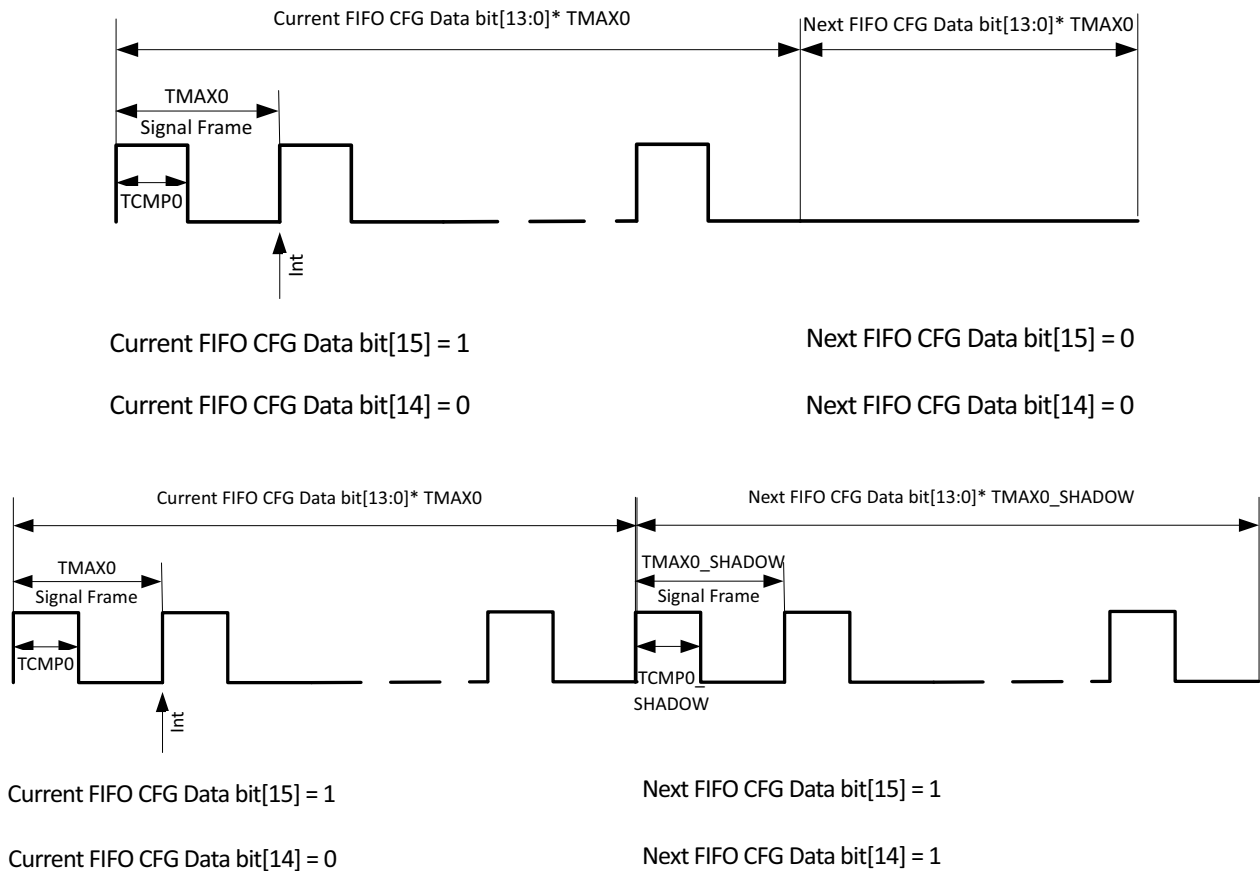 Current FIFO CFG Data bit[13:0]* TMAX0
Next FIFO CFG Data bit[13:0]* TMAX0
TMAX0
Signal Frame
TCMP0
Int
Current FIFO CFG Data bit[15] = 1
Next FIFO CFG Data bit[15] = 0
Current FIFO CFG Data bit[14] = 0
Next FIFO CFG Data bit[14] = 0
Current FIFO CFG Data bit[13:0]* TMAX0
Next FIFO CFG Data bit[13:0]* TMAX0_SHADOW
TMAX0
Signal Frame
TCMP0
Int
TMAX0_SHADOW
Signal Frame
TCMP0_
SHADOW
Current FIFO CFG Data bit[15] = 1
Next FIFO CFG Data bit[15] = 1
Current FIFO CFG Data bit[14] = 0
Next FIFO CFG Data bit[14] = 1